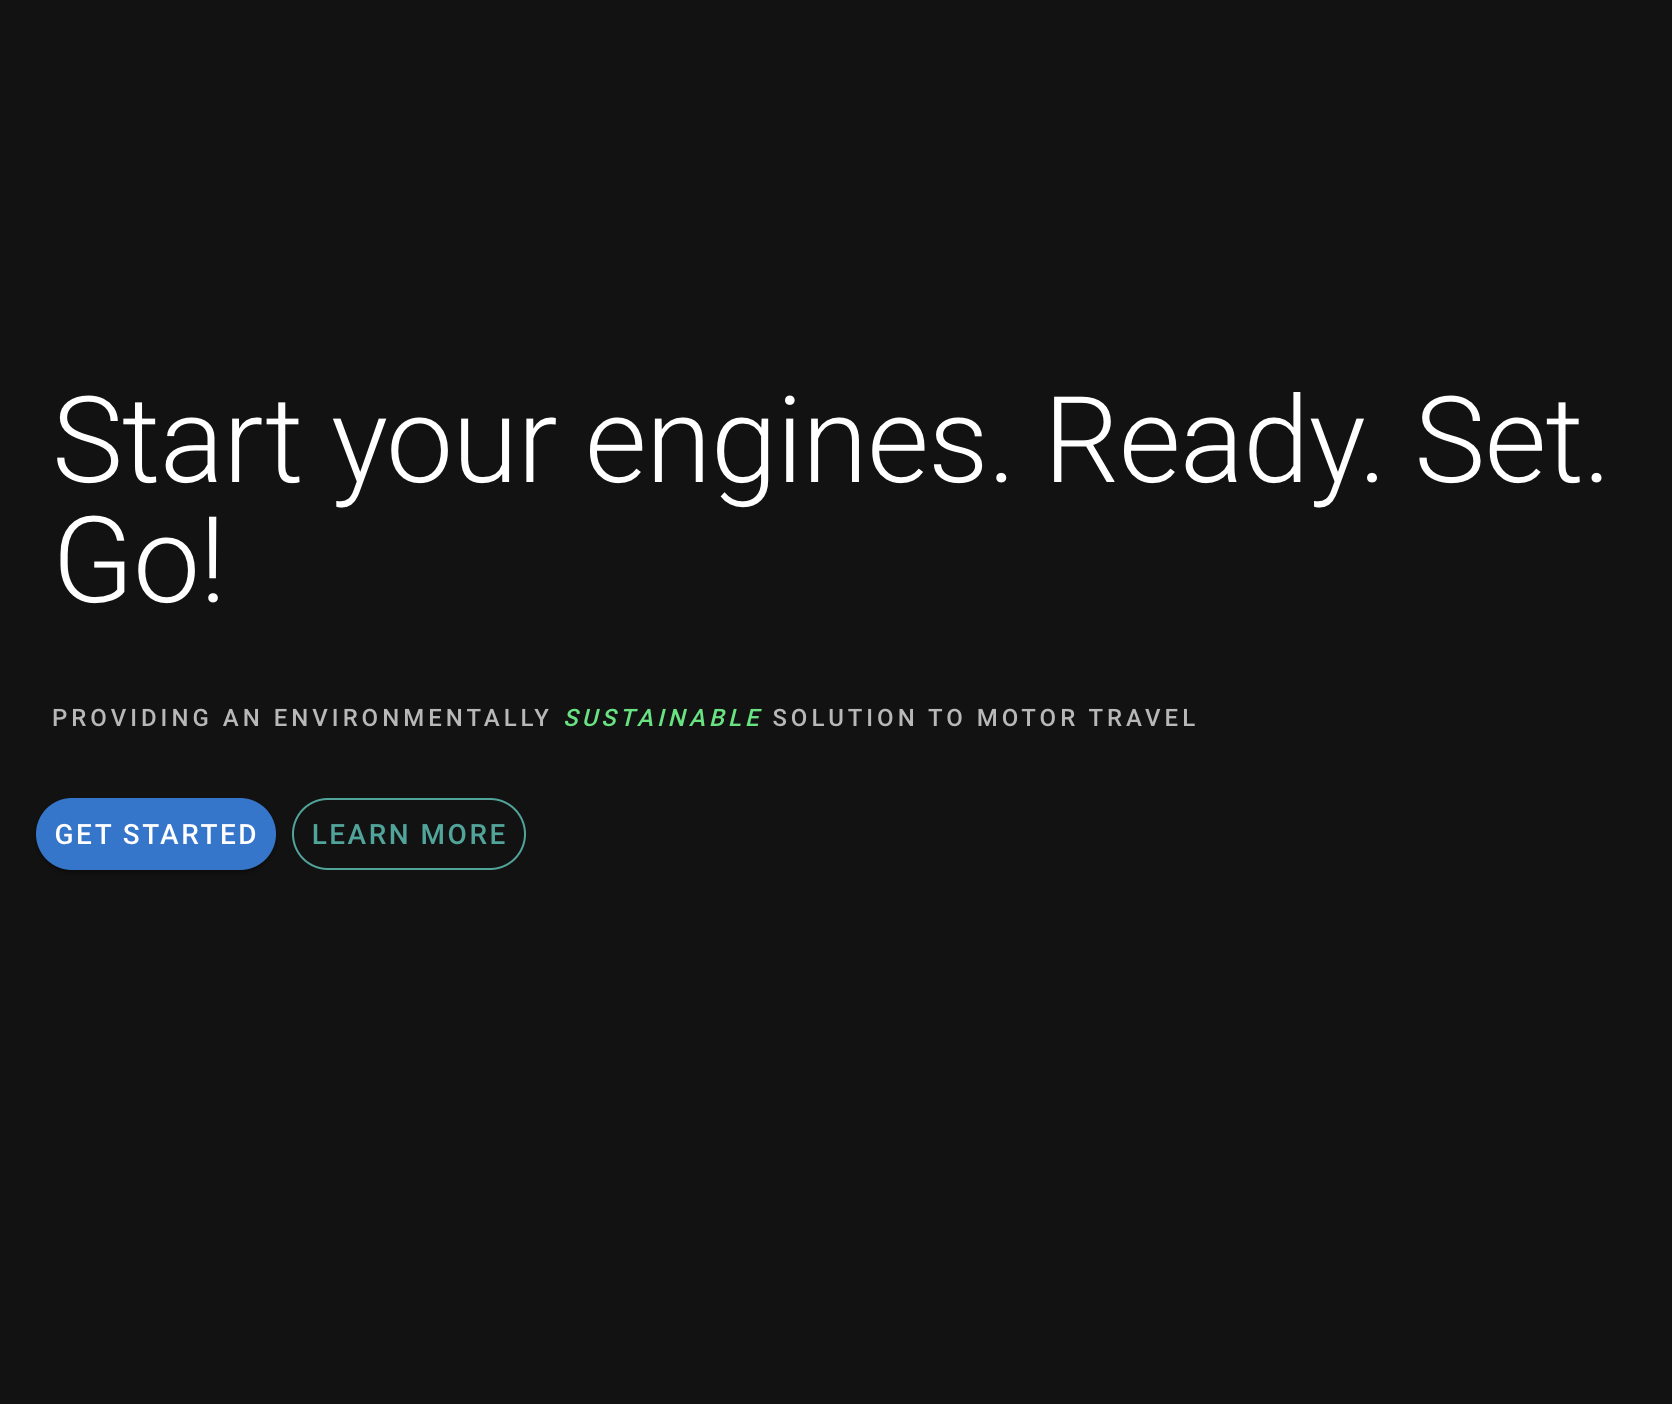 Start your engines. Ready. Set.
Go!
PROVIDING AN ENVIRONMENTALLY SUSTAINABLE SOLUTION TO MOTOR TRAVEL
GET STARTED
LEARN MORE